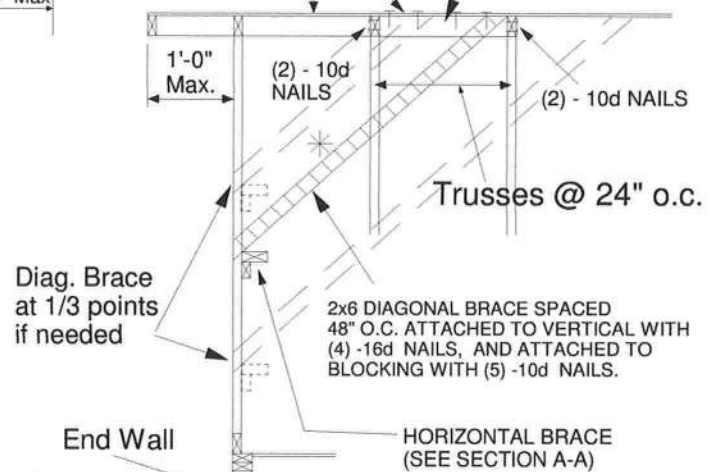 Max
1'-0"
Max.
(2) - 10d
NAILS
(2) - 10d NAILS
Trusses @ 24" o.c.
Diag. Brace
at 1/3 points
if needed
2x6 DIAGONAL BRACE SPACED
48" O.C. ATTACHED TO VERTICAL WITH
(4) -16d NAILS, AND ATTACHED TO
BLOCKING WITH (5) -10d NAILS.
End Wall
HORIZONTAL BRACE
(SEE SECTION A-A)